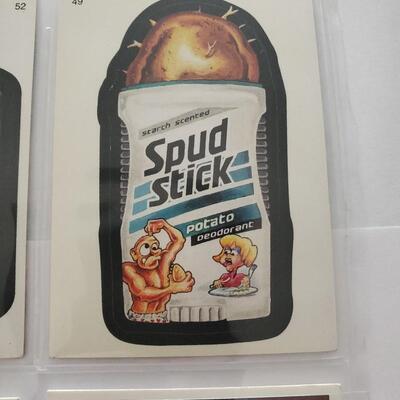 52
49
starch scented
Spud
Stick
Potato
Deodorant